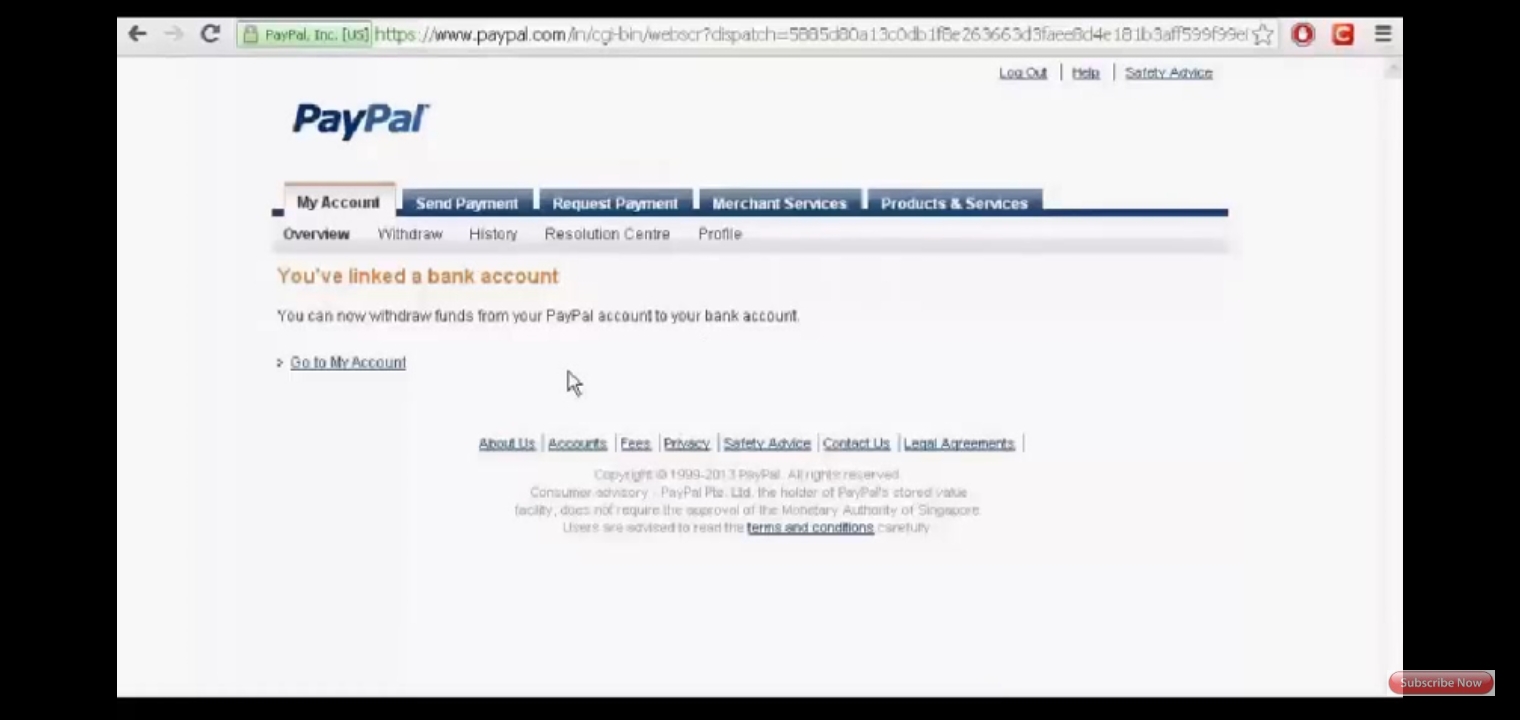 PayPal, Inc. [US] https://www.paypal.com/in/cgi-bin/webscr?dispatch=
Log Out | Help | Safety Advice
PayPal
My Account Send Payment Request Payment Merchant Services Products & Services
Overview Withdraw History Resolution Centre Profile
You've linked a bank account
You can now withdraw funds from your PayPal account to your bank account.
> Go to My Account
About Us | Accounts | Fees | Privacy | Safety Advice | Contact Us | Legal Agreements |
Copyright © 1999-2013 PayPal. All rights reserved.
Consumer advisory - PayPal Pte. Ltd. the holder of PayPal's stored value
facility, does not require the approval of the Monetary Authority of Singapore.
Users are advised to read the terms and conditions carefully
Subscribe Now